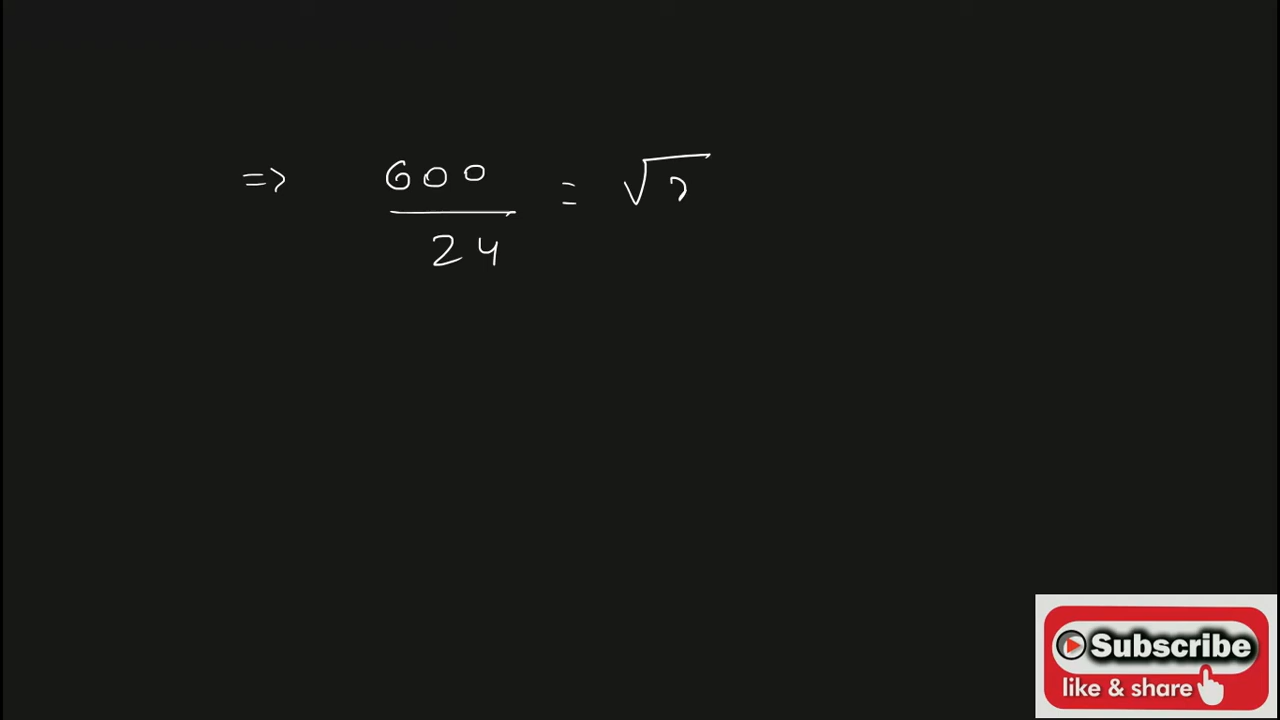 => 600/24 = √
Subscribe
like & share